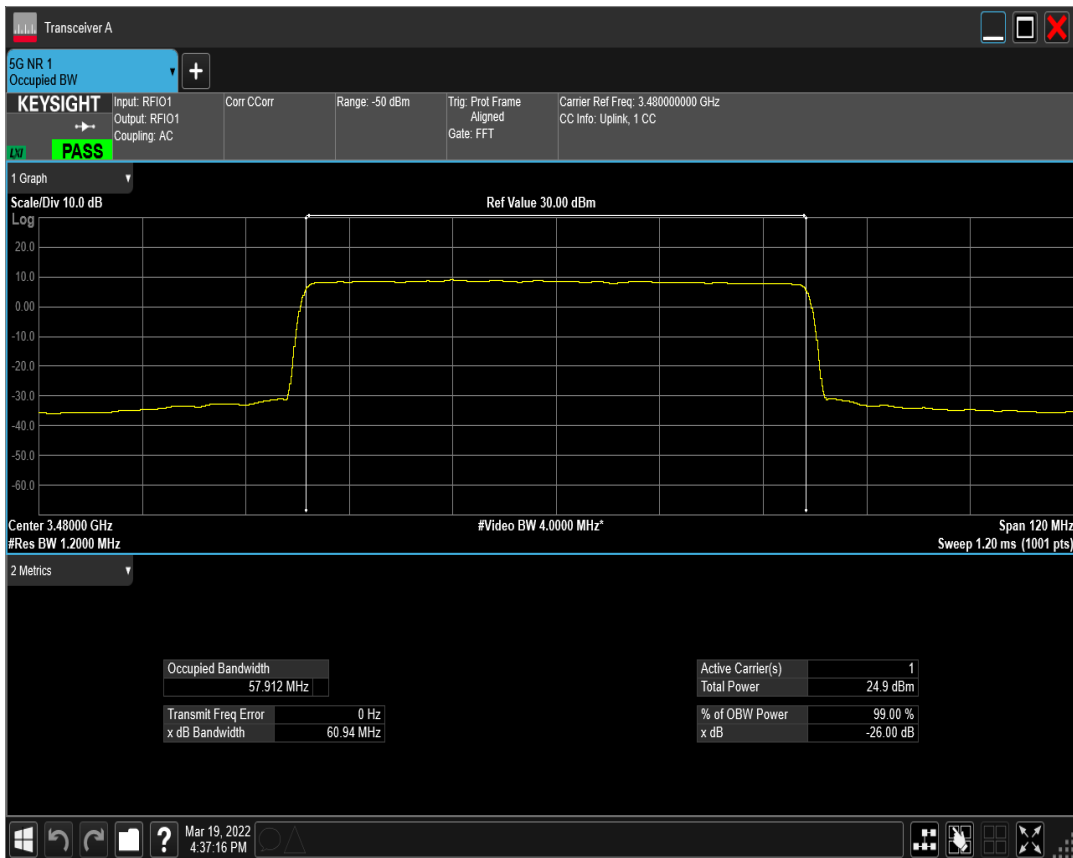 Transceiver A
5G NR 1
Occupied BW
+
KEYSIGHT
LXI
PASS
Input: RFIO1
Output: RFIO1
Coupling: AC
Corr CCorr
Range: -50 dBm
Trig: Prot Frame
Aligned
Gate: FFT
Carrier Ref Freq: 3.480000000 GHz
CC Info: Uplink, 1 CC
1 Graph
Scale/Div 10.0 dB
Ref Value 30.00 dBm
Log
20.0
10.0
0.00
-10.0
-20.0
-30.0
-40.0
-50.0
-60.0
Center 3.48000 GHz
#Video BW 4.0000 MHz*
Span 120 MHz
#Res BW 1.2000 MHz
Sweep 1.20 ms (1001 pts)
2 Metrics
Occupied Bandwidth
57.912 MHz
Transmit Freq Error 0 Hz
x dB Bandwidth 60.94 MHz
Active Carrier(s) 1
Total Power 24.9 dBm
% of OBW Power 99.00 %
x dB -26.00 dB
?
Mar 19, 2022
4:37:16 PM